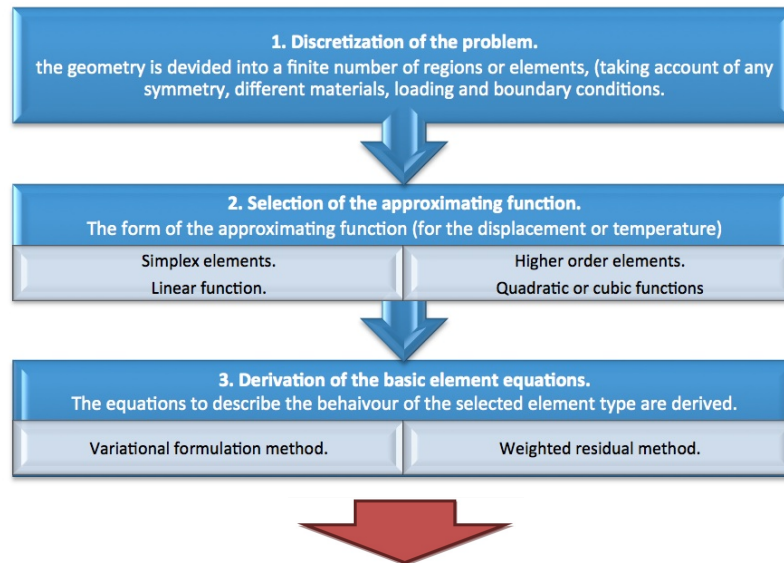 1. Discretization of the problem.
the geometry is devided into a finite number of regions or elements, (taking account of any
symmetry, different materials, loading and boundary conditions.
2. Selection of the approximating function.
The form of the approximating function (for the displacement or temperature)
Simplex elements.
Linear function.
Higher order elements.
Quadratic or cubic functions
3. Derivation of the basic element equations.
The equations to describe the behaivour of the selected element type are derived.
Variational formulation method.
Weighted residual method.